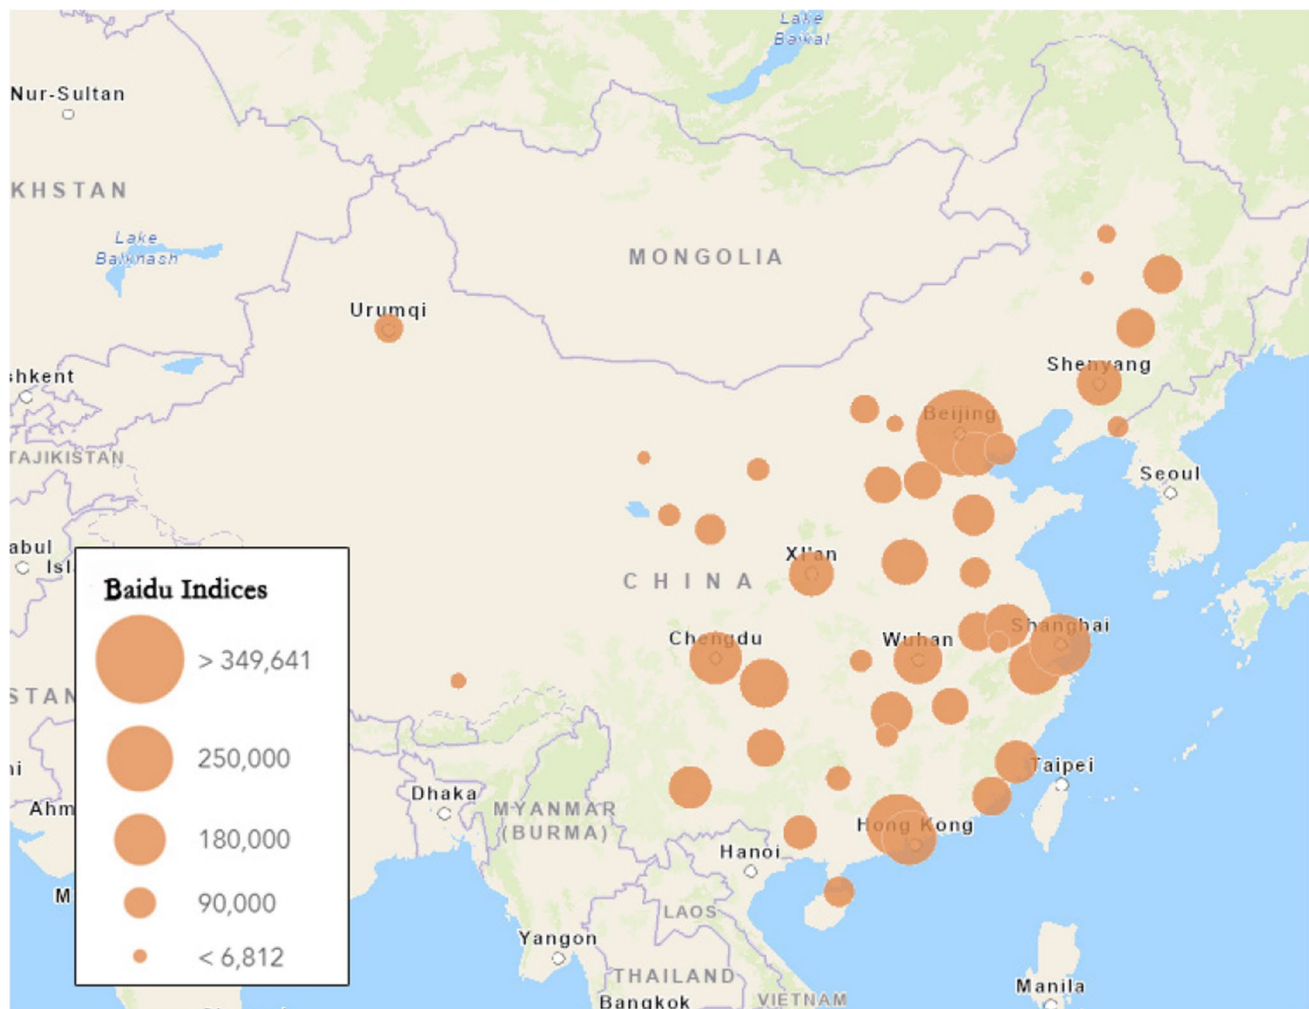 Lake
Baikal
Nur-Sultan
KHSTAN
Lake
Balkhash
MONGOLIA
Urumqi
Shenyang
shkent
Beijing
TAJIKISTAN
Seoul
abul
Isl
Xi'an
CHINA
Baidu Indices
> 349,641
250,000
180,000
90,000
< 6,812
Chengdu
Wuhan
Shanghai
STAN
ni
Ahm
Dhaka
MYANMAR
(BURMA)
Taipei
Hong Kong
Hanoi
M
LAOS
Yangon
THAILAND
Bangkok
VIETNAM
Manila